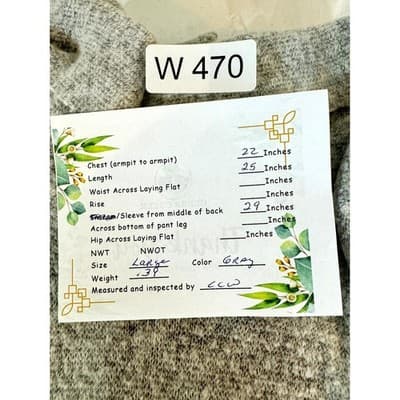 W 470
Chest (armpit to armpit) 22 Inches
Length 25 Inches
Waist Across Laying Flat Inches
Rise Inches
/Sleeve from middle of back 29 Inches
Across bottom of pant leg Inches
Hip Across Laying Flat Inches
NWT NWOT
Size Large Color GRAY
Weight .39
Measured and inspected by CCW